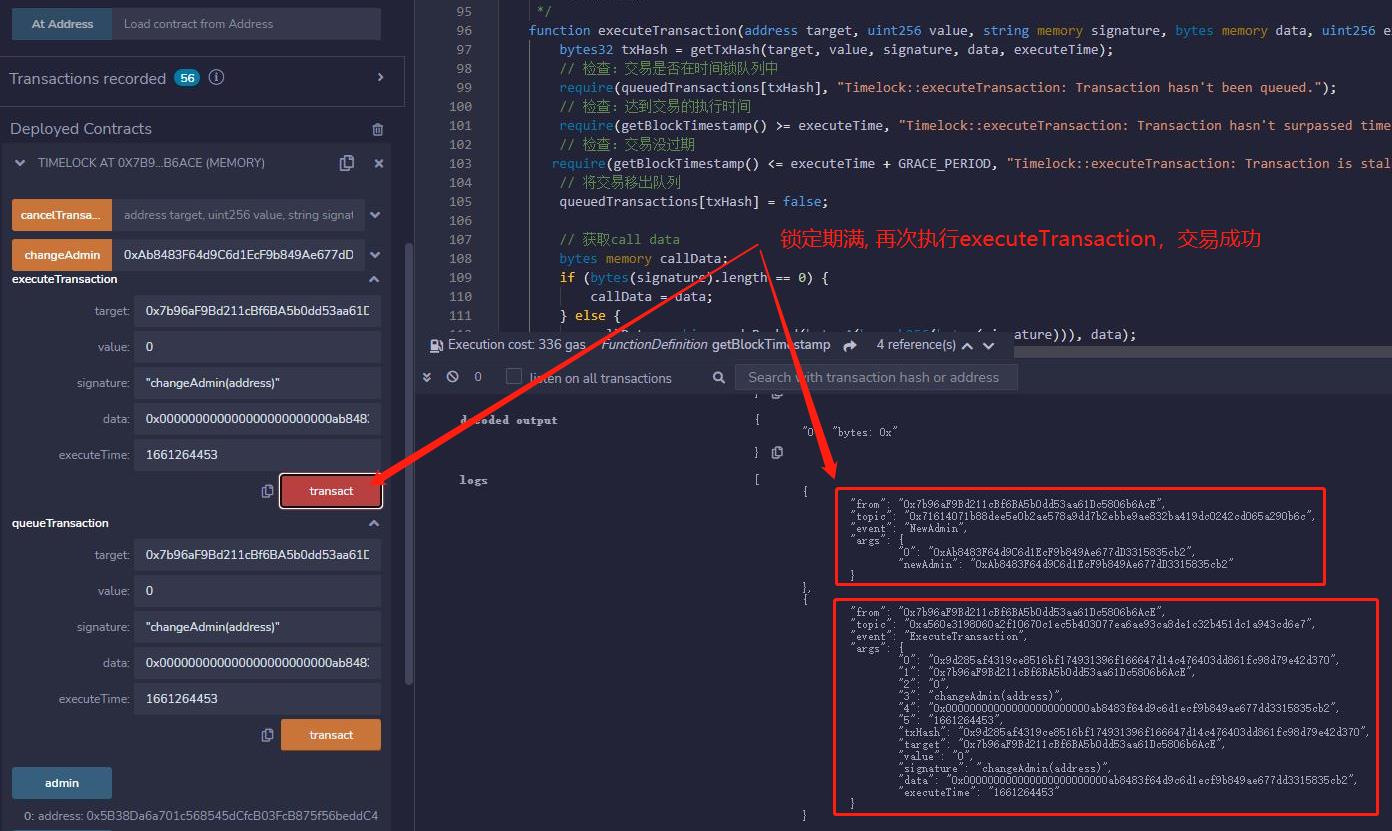 At Address
Load contract from Address
Transactions recorded 56
Deployed Contracts
TIMELOCK AT 0X7B9...B6ACE (MEMORY)
cancelTransa...
address target, uint256 value, string signat
changeAdmin
0xAb8483F64d9C6d1EcF9b849Ae677dD
executeTransaction
target: 0x7b96aF9Bd211cBf6BA5b0dd53aa61D
value: 0
signature: "changeAdmin(address)"
data: 0x000000000000000000000000ab848
executeTime: 1661264453
transact
queueTransaction
target: 0x7b96aF9Bd211cBf6BA5b0dd53aa61D
value: 0
signature: "changeAdmin(address)"
data: 0x000000000000000000000000ab848
executeTime: 1661264453
transact
admin
0: address: 0x5B38Da6a701c568545dCfcB03FcB875f56beddC4
95 */
96 function executeTransaction(address target, uint256 value, string memory signature, bytes memory data, uint256 e
97 bytes32 txHash = getTxHash(target, value, signature, data, executeTime);
98 // 检查：交易是否在时间锁队列中
99 require(queuedTransactions[txHash], "Timelock::executeTransaction: Transaction hasn't been queued.");
100 // 检查：达到交易的执行时间
101 require(getBlockTimestamp() >= executeTime, "Timelock::executeTransaction: Transaction hasn't surpassed time
102 // 检查：交易没过期
103 require(getBlockTimestamp() <= executeTime + GRACE_PERIOD, "Timelock::executeTransaction: Transaction is stal
104 // 将交易移出队列
105 queuedTransactions[txHash] = false;
106
107 // 获取call data
108 bytes memory callData;
109 if (bytes(signature).length == 0) {
110 callData = data;
111 } else {
ature))), data);
锁定期满, 再次执行executeTransaction，交易成功
Execution cost: 336 gas FunctionDefinition getBlockTimestamp 4 reference(s)
0 listen on all transactions Search with transaction hash or address
}
decoded output {
"0": "bytes: 0x"
}
logs [
{
"from": "0x7b96aF9Bd211cBf6BA5b0dd53aa61Dc5806b6AcE",
"topic": "0x71614071b88dee5e0b2ae578a9dd7b2ebbe9ae832ba419dc0242cd065a290b6c",
"event": "NewAdmin",
"args": {
"0": "0xAb8483F64d9C6d1EcF9b849Ae677dD3315835cb2",
"newAdmin": "0xAb8483F64d9C6d1EcF9b849Ae677dD3315835cb2"
}
},
{
"from": "0x7b96aF9Bd211cBf6BA5b0dd53aa61Dc5806b6AcE",
"topic": "0xa560e3198060a2f10670c1ec5b403077ea6ae93ca8de1c32b451dc1a943cd6e7",
"event": "ExecuteTransaction",
"args": {
"0": "0x9d285af4319ce8516bf174931396f166647d14c476403dd861fc98d79e42d370",
"1": "0x7b96aF9Bd211cBf6BA5b0dd53aa61Dc5806b6AcE",
"2": "0",
"3": "changeAdmin(address)",
"4": "0x000000000000000000000000ab8483f64d9c6d1ecf9b849ae677dd3315835cb2",
"5": "1661264453",
"txHash": "0x9d285af4319ce8516bf174931396f166647d14c476403dd861fc98d79e42d370",
"target": "0x7b96aF9Bd211cBf6BA5b0dd53aa61Dc5806b6AcE",
"value": "0",
"signature": "changeAdmin(address)",
"data": "0x000000000000000000000000ab8483f64d9c6d1ecf9b849ae677dd3315835cb2",
"executeTime": "1661264453"
}
}